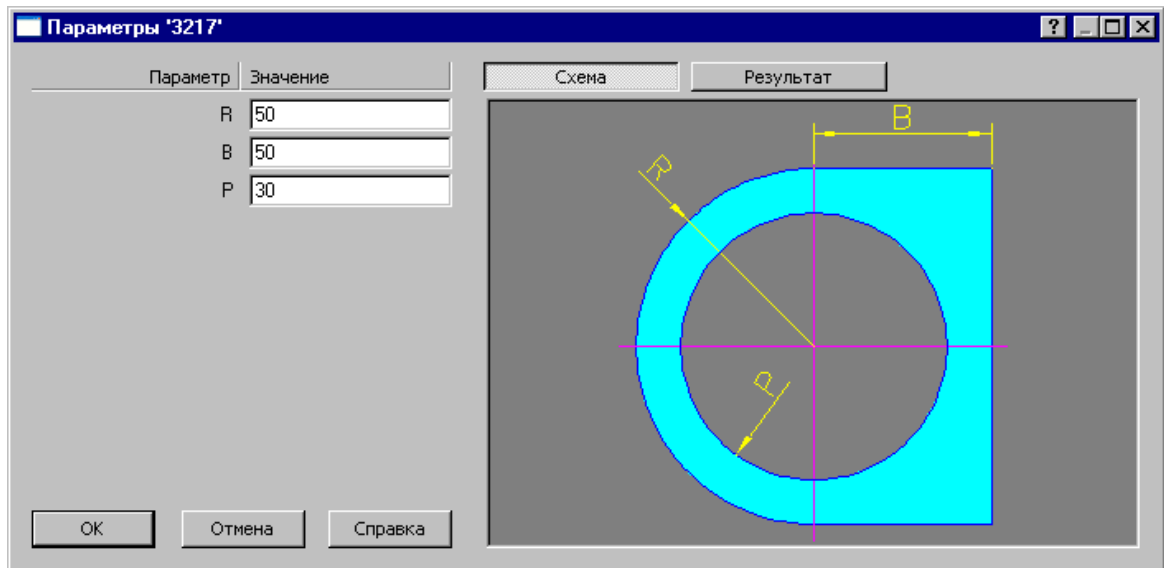 Параметры '3217'
Параметр Значение
R 50
B 50
P 30
OK Отмена Справка
Схема Результат
B
R
P